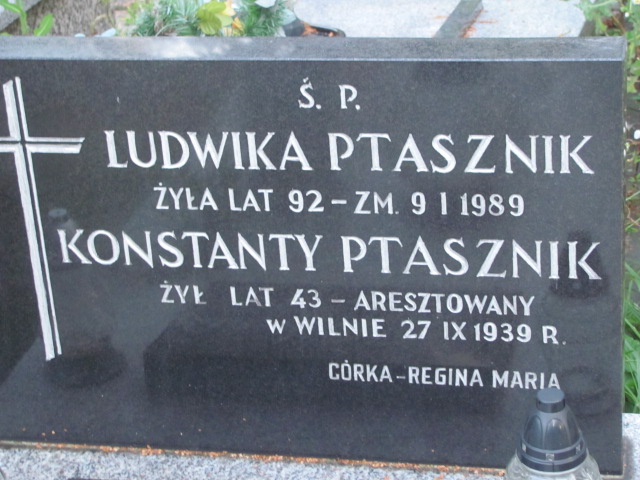 Ś. P.
LUDWIKA PTASZNIK
ŻYŁA LAT 92 – ZM. 9 I 1989
KONSTANTY PTASZNIK
ŻYŁ LAT 43 – ARESZTOWANY
W WILNIE 27 IX 1939 R.
CÓRKA – REGINA MARIA